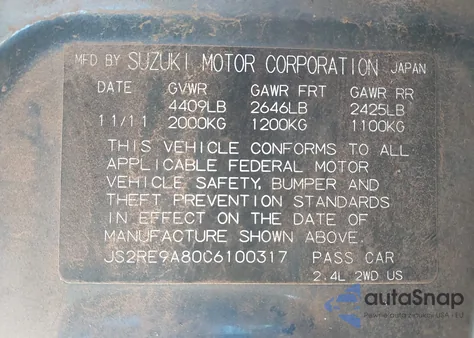 MFD BY SUZUKI MOTOR CORPORATION JAPAN
DATE GVWR GAWR FRT GAWR RR
4409LB 2646LB 2425LB
11/11 2000KG 1200KG 1100KG
THIS VEHICLE CONFORMS TO ALL
APPLICABLE FEDERAL MOTOR
VEHICLE SAFETY, BUMPER AND
THEFT PREVENTION STANDARDS
IN EFFECT ON THE DATE OF
MANUFACTURE SHOWN ABOVE.
JS2RE9A80C6100317 PASS CAR
2.4L 2WD US
autoSnap